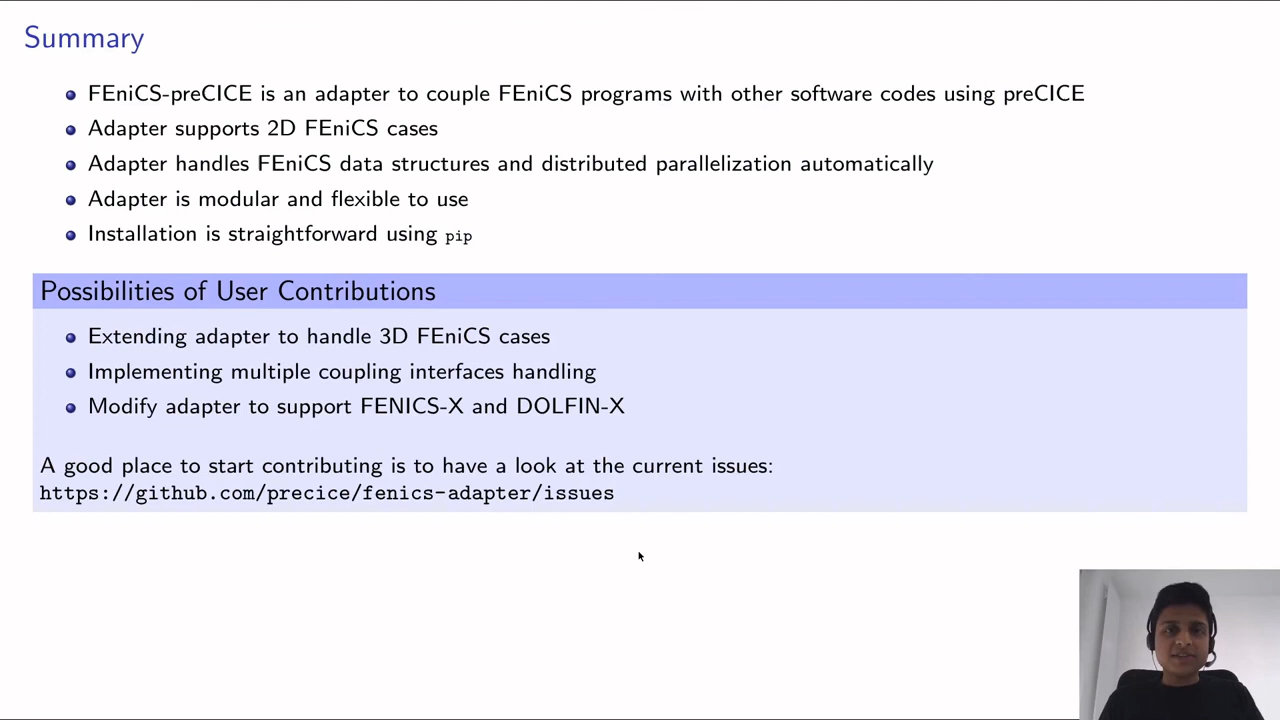 Summary
FEniCS-preCICE is an adapter to couple FEniCS programs with other software codes using preCICE
Adapter supports 2D FEniCS cases
Adapter handles FEniCS data structures and distributed parallelization automatically
Adapter is modular and flexible to use
Installation is straightforward using pip
Possibilities of User Contributions
Extending adapter to handle 3D FEniCS cases
Implementing multiple coupling interfaces handling
Modify adapter to support FENICS-X and DOLFIN-X
A good place to start contributing is to have a look at the current issues:
https://github.com/precice/fenics-adapter/issues